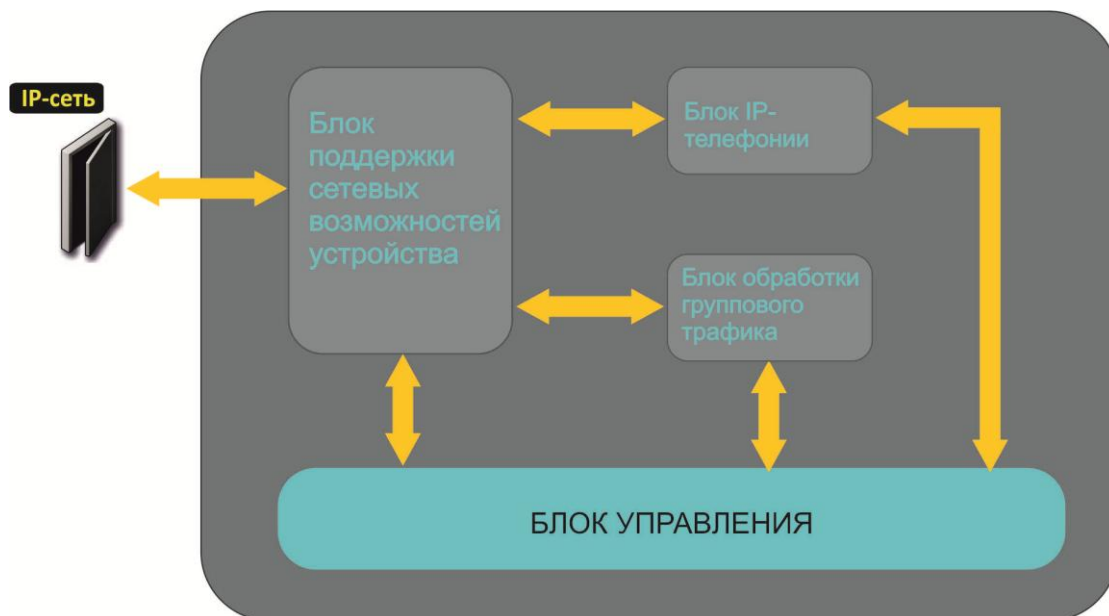 IP-сеть
Блок
поддержки
сетевых
возможностей
устройства
Блок IP-
телефонии
Блок обработки
группового
трафика
БЛОК УПРАВЛЕНИЯ